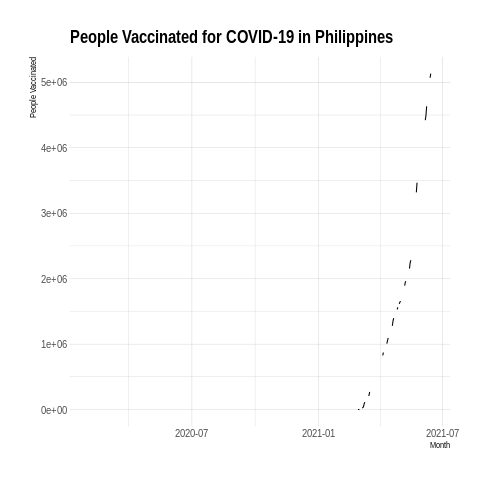 People Vaccinated for COVID-19 in Philippines
People Vaccinated
5e+06
4e+06
3e+06
2e+06
1e+06
0e+00
2020-07
2021-01
2021-07
Month